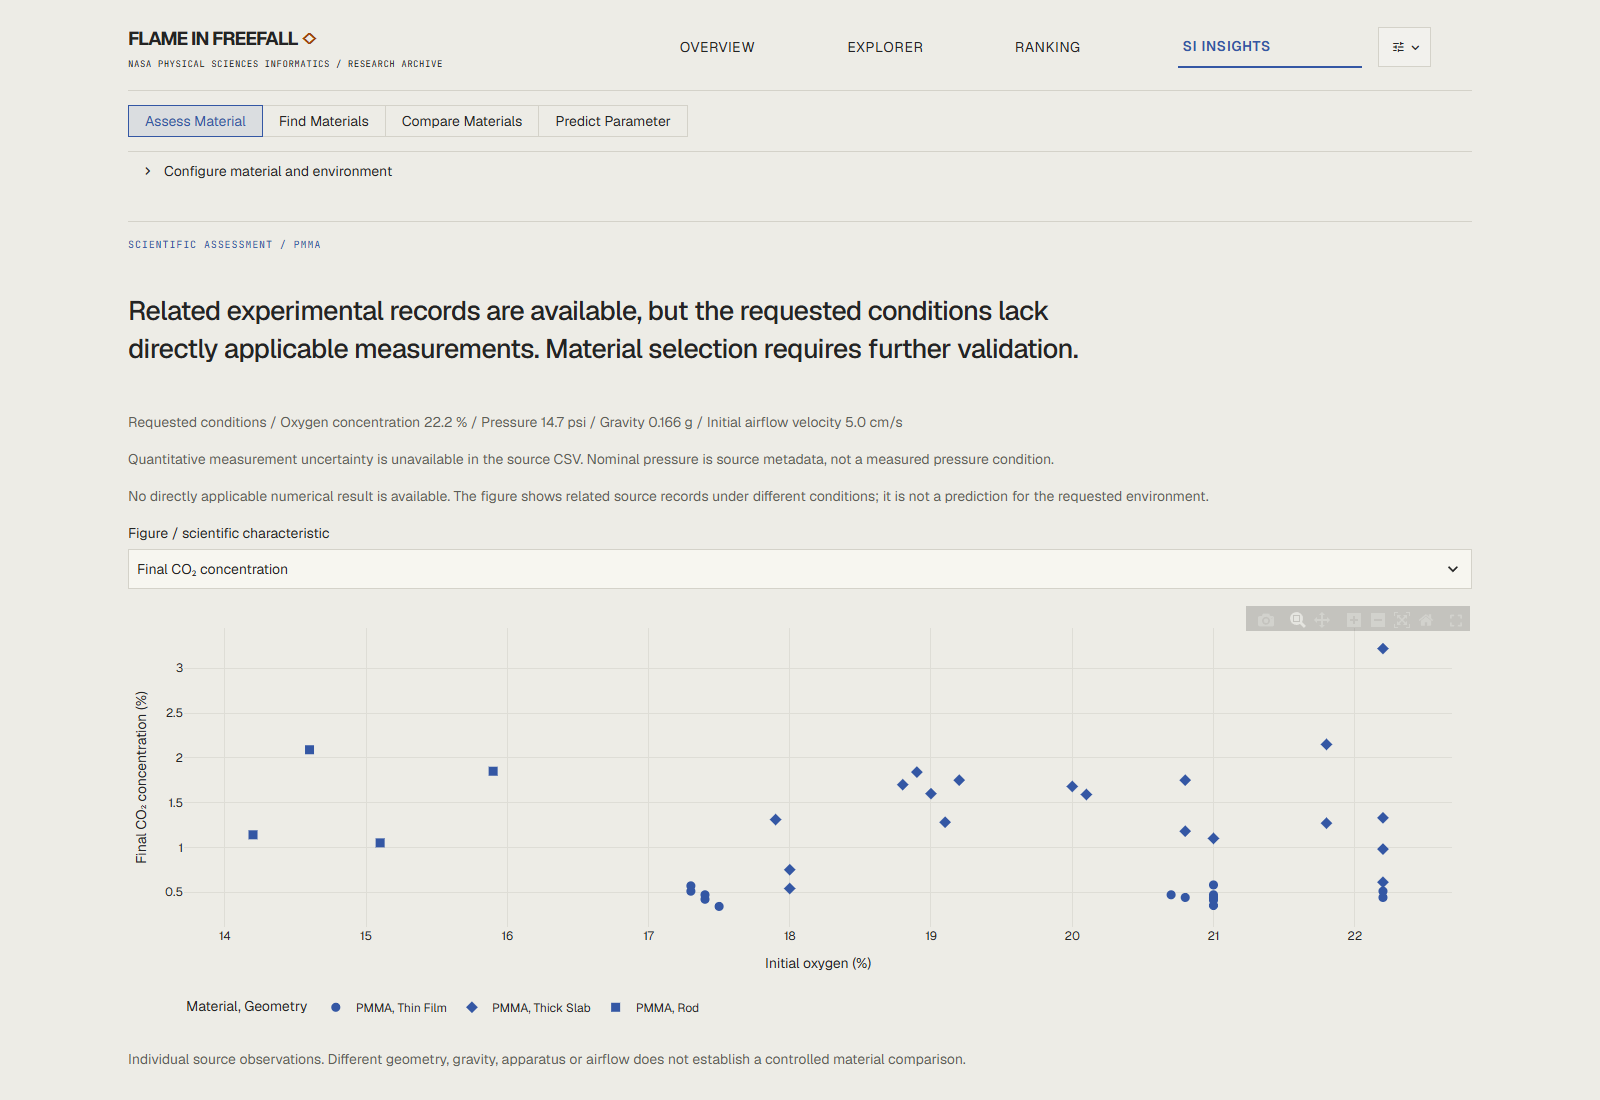 FLAME IN FREEFALL
NASA PHYSICAL SCIENCES INFORMATICS / RESEARCH ARCHIVE
OVERVIEW
EXPLORER
RANKING
SI INSIGHTS
Assess Material
Find Materials
Compare Materials
Predict Parameter
Configure material and environment
SCIENTIFIC ASSESSMENT / PMMA
Related experimental records are available, but the requested conditions lack
directly applicable measurements. Material selection requires further validation.
Requested conditions / Oxygen concentration 22.2 % / Pressure 14.7 psi / Gravity 0.166 g / Initial airflow velocity 5.0 cm/s
Quantitative measurement uncertainty is unavailable in the source CSV. Nominal pressure is source metadata, not a measured pressure condition.
No directly applicable numerical result is available. The figure shows related source records under different conditions; it is not a prediction for the requested environment.
Figure / scientific characteristic
Final CO₂ concentration
Final CO₂ concentration (%)
3
2.5
2
1.5
1
0.5
14
15
16
17
18
19
20
21
22
Initial oxygen (%)
Material, Geometry
PMMA, Thin Film
PMMA, Thick Slab
PMMA, Rod
Individual source observations. Different geometry, gravity, apparatus or airflow does not establish a controlled material comparison.